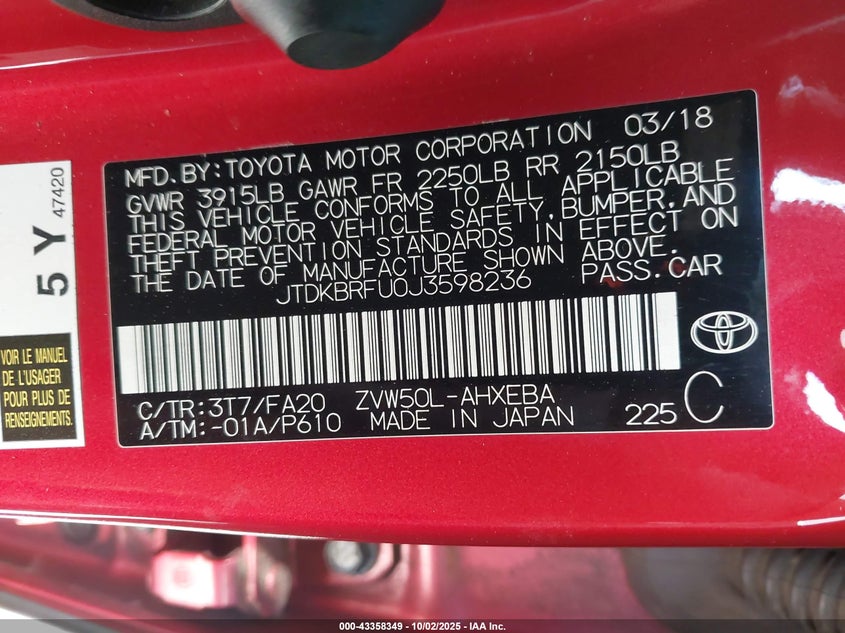 MFD.BY:TOYOTA MOTOR CORPORATION 03/18
GVWR 3915LB GAWR FR 2250LB RR 2150LB
THIS VEHICLE CONFORMS TO ALL APPLICABLE
FEDERAL MOTOR VEHICLE SAFETY,BUMPER,AND
THEFT PREVENTION STANDARDS IN EFFECT ON
THE DATE OF MANUFACTURE SHOWN ABOVE.
JTDKBRFU0J3598236 PASS.CAR
C/TR:3T7/FA20 ZVW50L-AHXEBA
A/TM:-01A/P610 MADE IN JAPAN 225 C
5 Y
47420
VOIR LE MANUEL
DE L'USAGER
POUR PLUS DE
RENSEIGNEMENTS
000-43358349 - 10/02/2025 - IAA Inc.